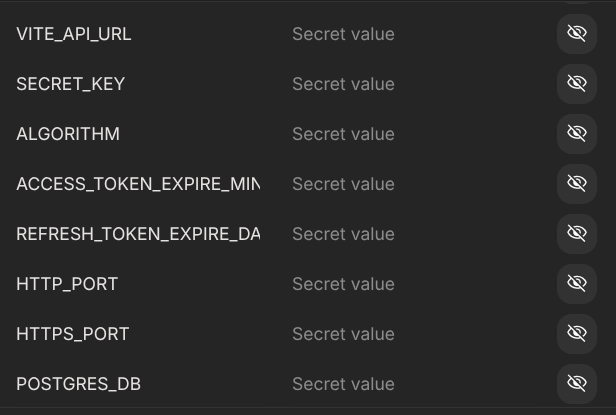 VITE_API_URL Secret value
SECRET_KEY Secret value
ALGORITHM Secret value
ACCESS_TOKEN_EXPIRE_MIN Secret value
REFRESH_TOKEN_EXPIRE_DA Secret value
HTTP_PORT Secret value
HTTPS_PORT Secret value
POSTGRES_DB Secret value